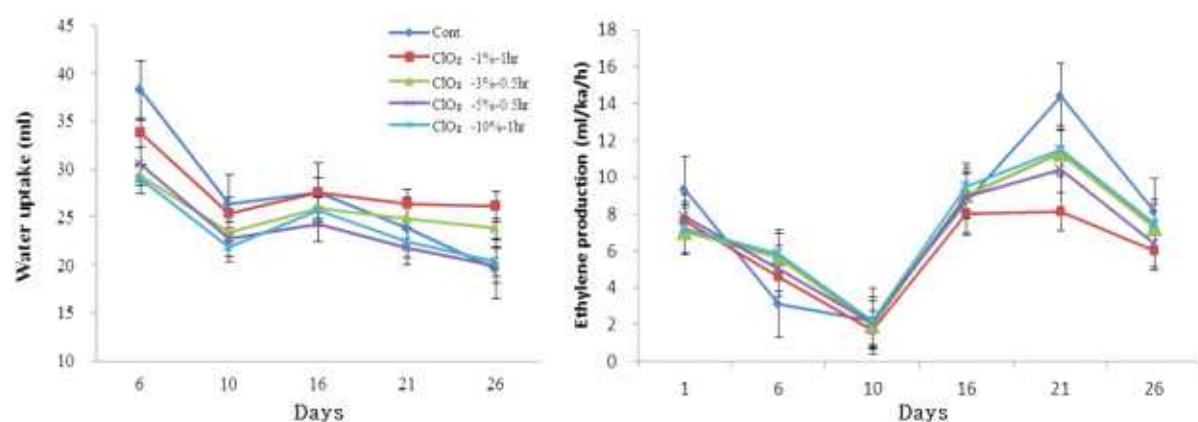 45
40
35
30
25
20
15
10
Water uptake (ml)
6 10 16 21 26
Days
Cont
ClO₂ -1%-1hr
ClO₂ -3%-0.5hr
ClO₂ -5%-0.5hr
ClO₂ -10%-1hr
18
16
14
12
10
8
6
4
2
0
Ethylene production (ml/ka/h)
1 6 10 16 21 26
Days